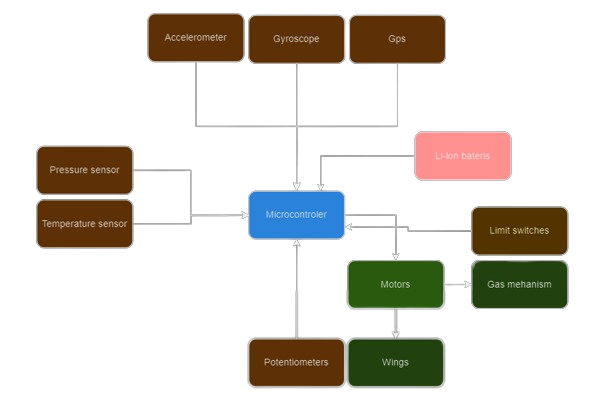 Accelerometer
Gyroscope
Gps
Li-Ion bateris
Pressure sensor
Temperature sensor
Microcontroler
Limit switches
Motors
Gas mehanism
Potentiometers
Wings